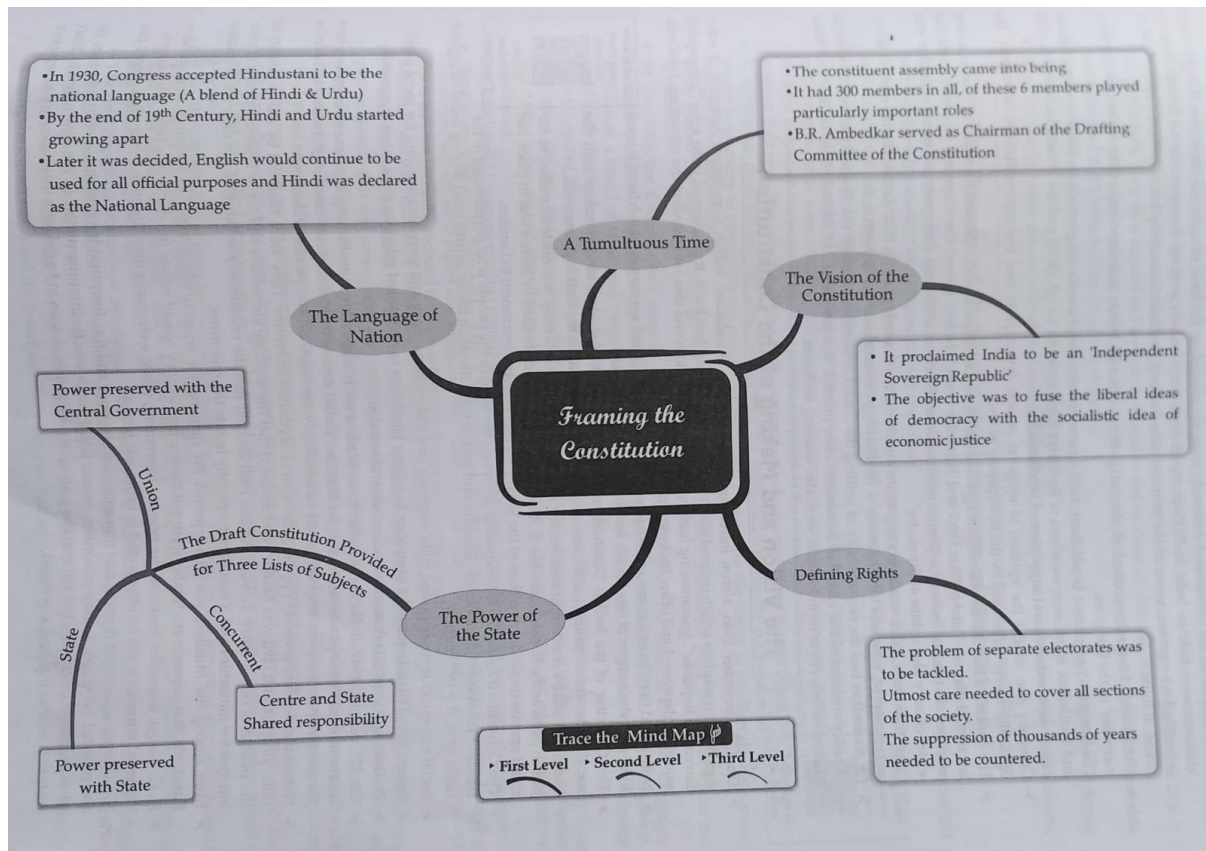 •In 1930, Congress accepted Hindustani to be the
national language (A blend of Hindi & Urdu)
•By the end of 19th Century, Hindi and Urdu started
growing apart
•Later it was decided, English would continue to be
used for all official purposes and Hindi was declared
as the National Language
•The constituent assembly came into being
•It had 300 members in all, of these 6 members played
particularly important roles
•B.R. Ambedkar served as Chairman of the Drafting
Committee of the Constitution
A Tumultuous Time
The Vision of the
Constitution
The Language of
Nation
• It proclaimed India to be an 'Independent
Sovereign Republic'
• The objective was to fuse the liberal ideas
of democracy with the socialistic idea of
economic justice
Framing the
Constitution
Power preserved with the
Central Government
Union
The Draft Constitution Provided
for Three Lists of Subjects
State
Concurrent
The Power of
the State
Defining Rights
Centre and State
Shared responsibility
Power preserved
with State
The problem of separate electorates was
to be tackled.
Utmost care needed to cover all sections
of the society.
The suppression of thousands of years
needed to be countered.
Trace the Mind Map
▸ First Level ▸ Second Level ▸ Third Level